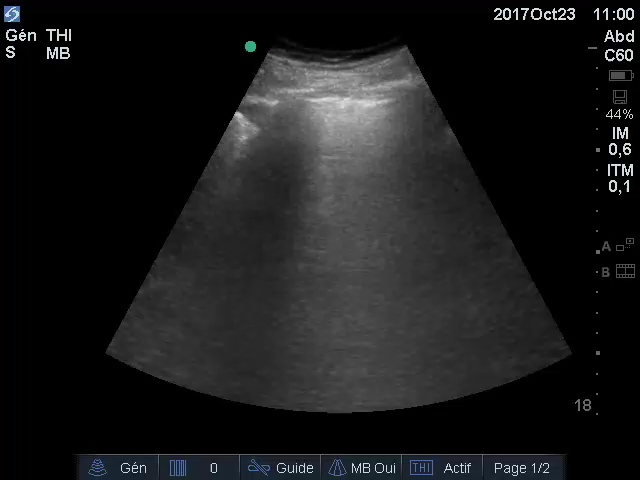 2017Oct23 11:00
Gén THI
S MB
Abd
C60
44%
IM
0,6
ITM
0,1
A
B
18
Gén 0 Guide MB Oui THI Actif Page 1/2